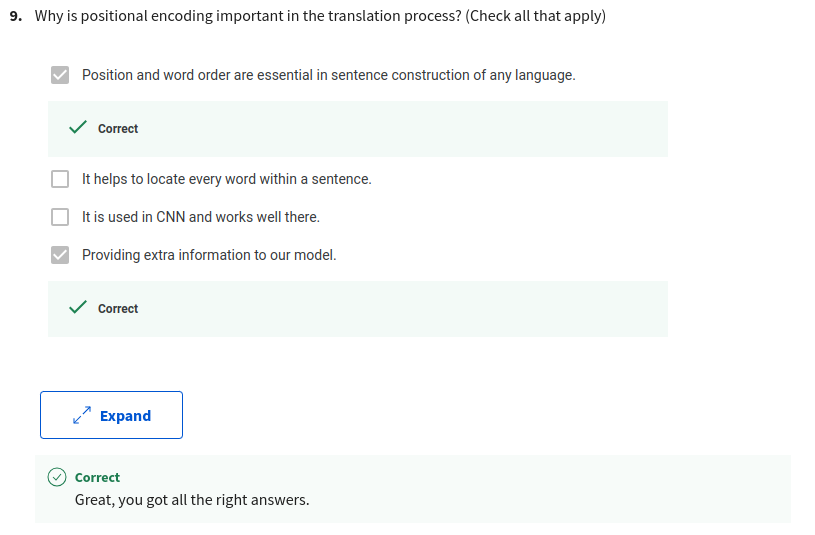 9. Why is positional encoding important in the translation process? (Check all that apply)
Position and word order are essential in sentence construction of any language.
Correct
It helps to locate every word within a sentence.
It is used in CNN and works well there.
Providing extra information to our model.
Correct
Expand
Correct
Great, you got all the right answers.